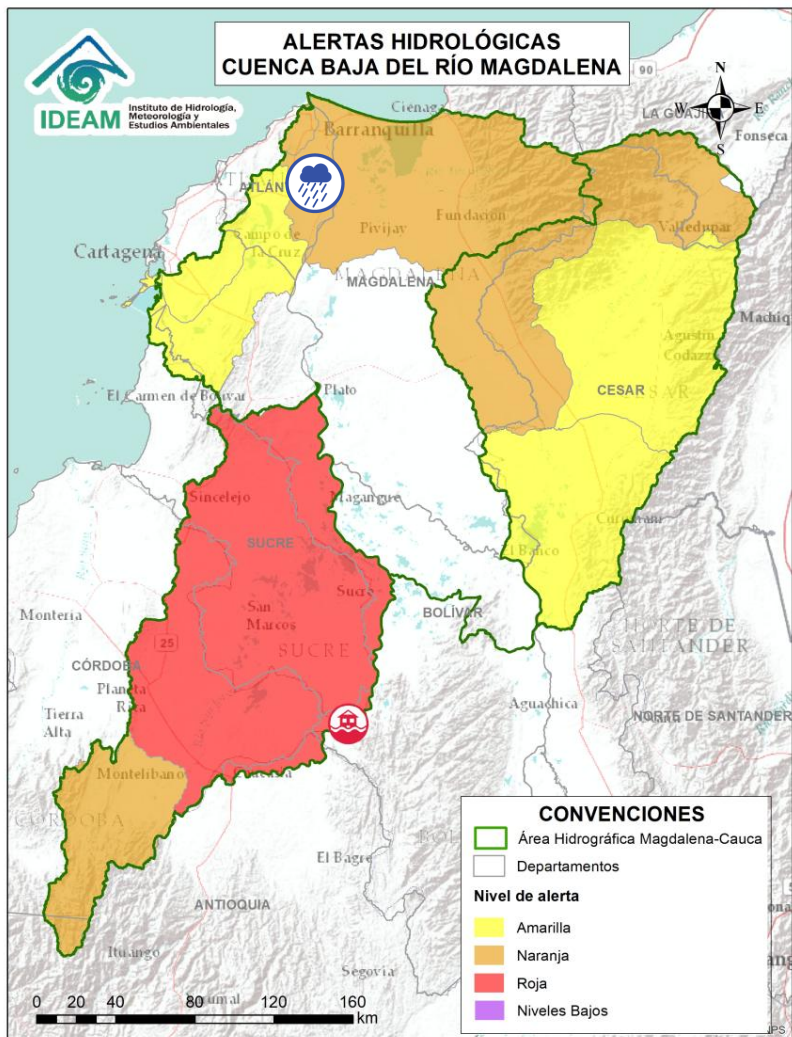 ALERTAS HIDROLÓGICAS
CUENCA BAJA DEL RÍO MAGDALENA
IDEAM
Instituto de Hidrología,
Meteorología y
Estudios Ambientales
N
W
E
S
90
Ciénaga
LA GUAJIRA
Fonseca
Barranquilla
Fundación
Pivijay
Valledupar
Cartagena
Campo de
la Cruz
MAGDALENA
MAGDALENA
Agustín
Codazzi
CESAR
El Carmen de Bolívar
Plato
Sincelejo
Magangué
SUCRE
El Banco
Sucre
San
Marcos
BOLÍVAR
Montería
SUCRE
NORTE DE
SANTANDER
25
CÓRDOBA
Planeta
Rica
Aguachica
Tierra
Alta
NORTE DE SANTANDER
Montelíbano
CÓRDOBA
El Bagre
ANTIOQUIA
Ituango
Segovia
CONVENCIONES
Área Hidrográfica Magdalena-Cauca
Departamentos
Nivel de alerta
Amarilla
Naranja
Roja
Niveles Bajos
0 20 40 80 120 160
km